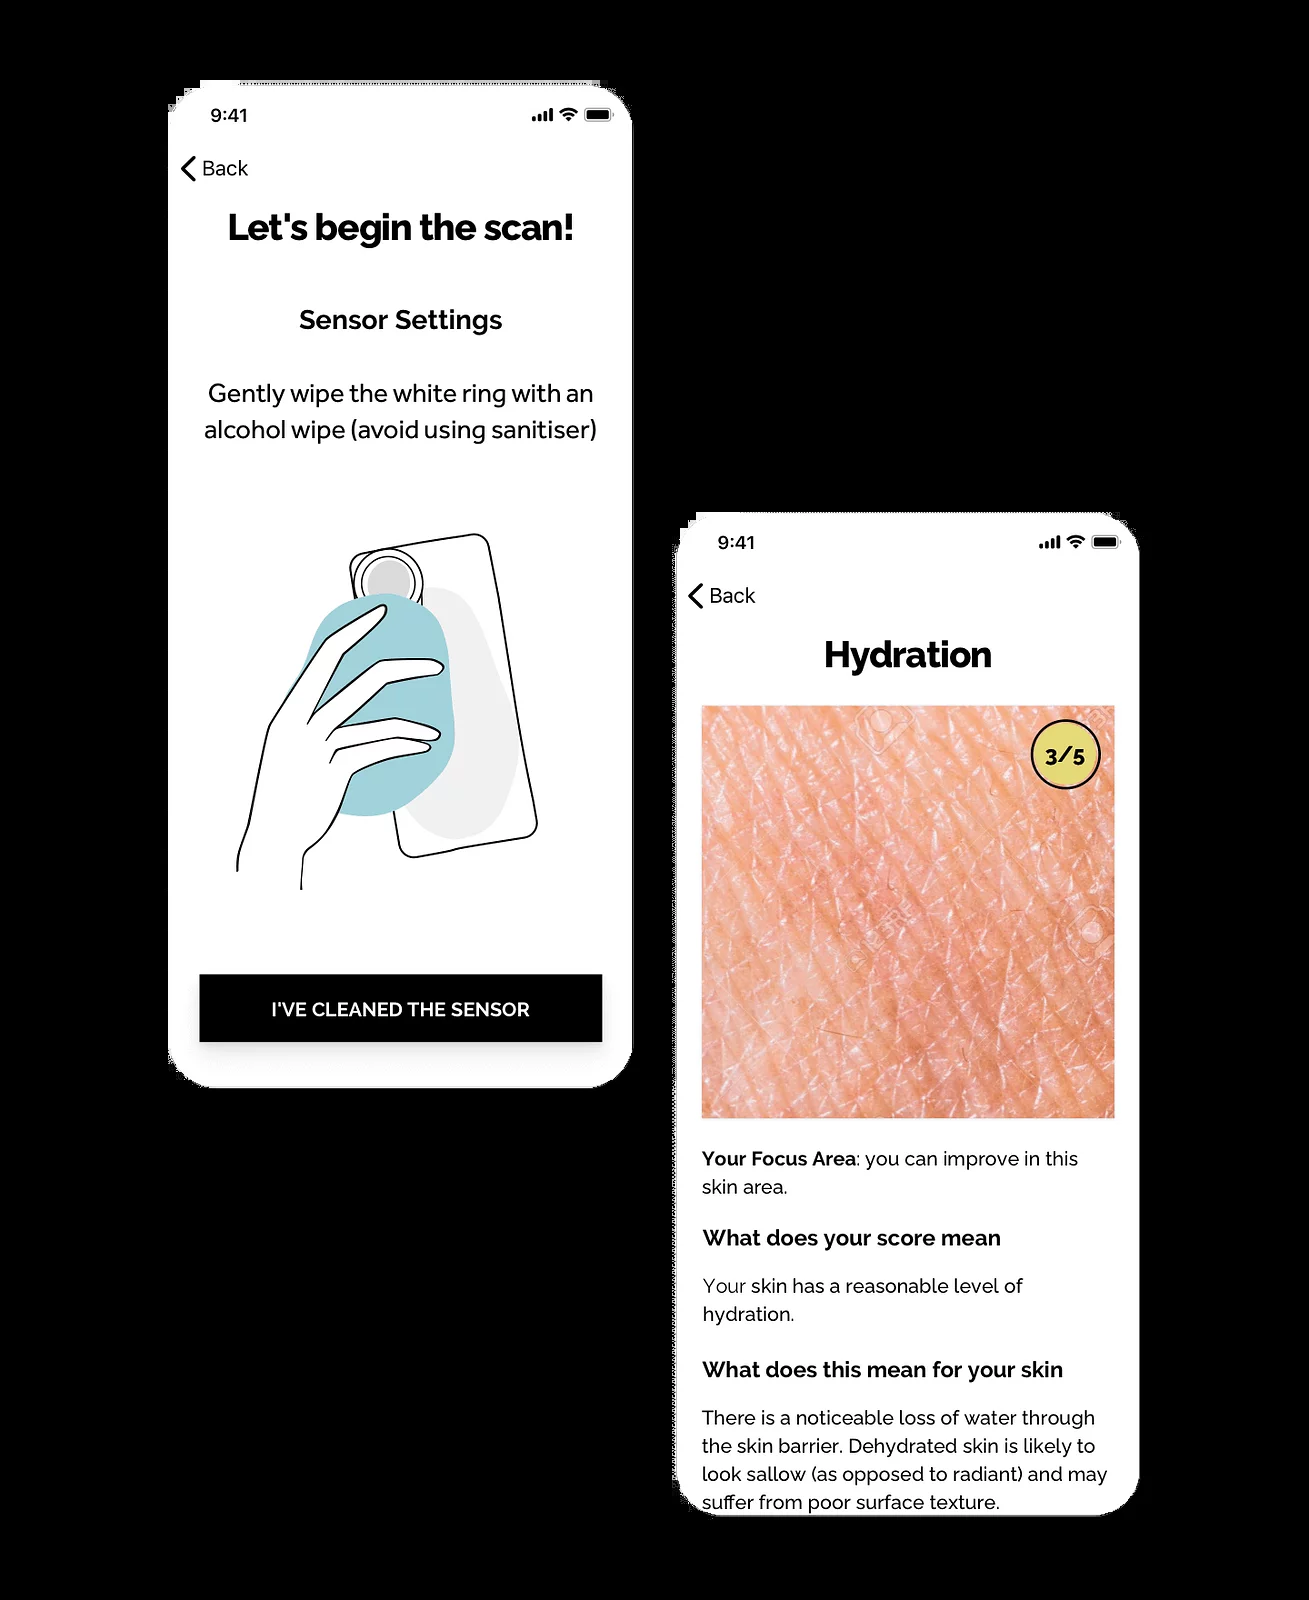 9:41
Back
Let's begin the scan!
Sensor Settings
Gently wipe the white ring with an
alcohol wipe (avoid using sanitiser)
I'VE CLEANED THE SENSOR
9:41
Back
Hydration
3/5
Your Focus Area: you can improve in this
skin area.
What does your score mean
Your skin has a reasonable level of
hydration.
What does this mean for your skin
There is a noticeable loss of water through
the skin barrier. Dehydrated skin is likely to
look sallow (as opposed to radiant) and may
suffer from poor surface texture.